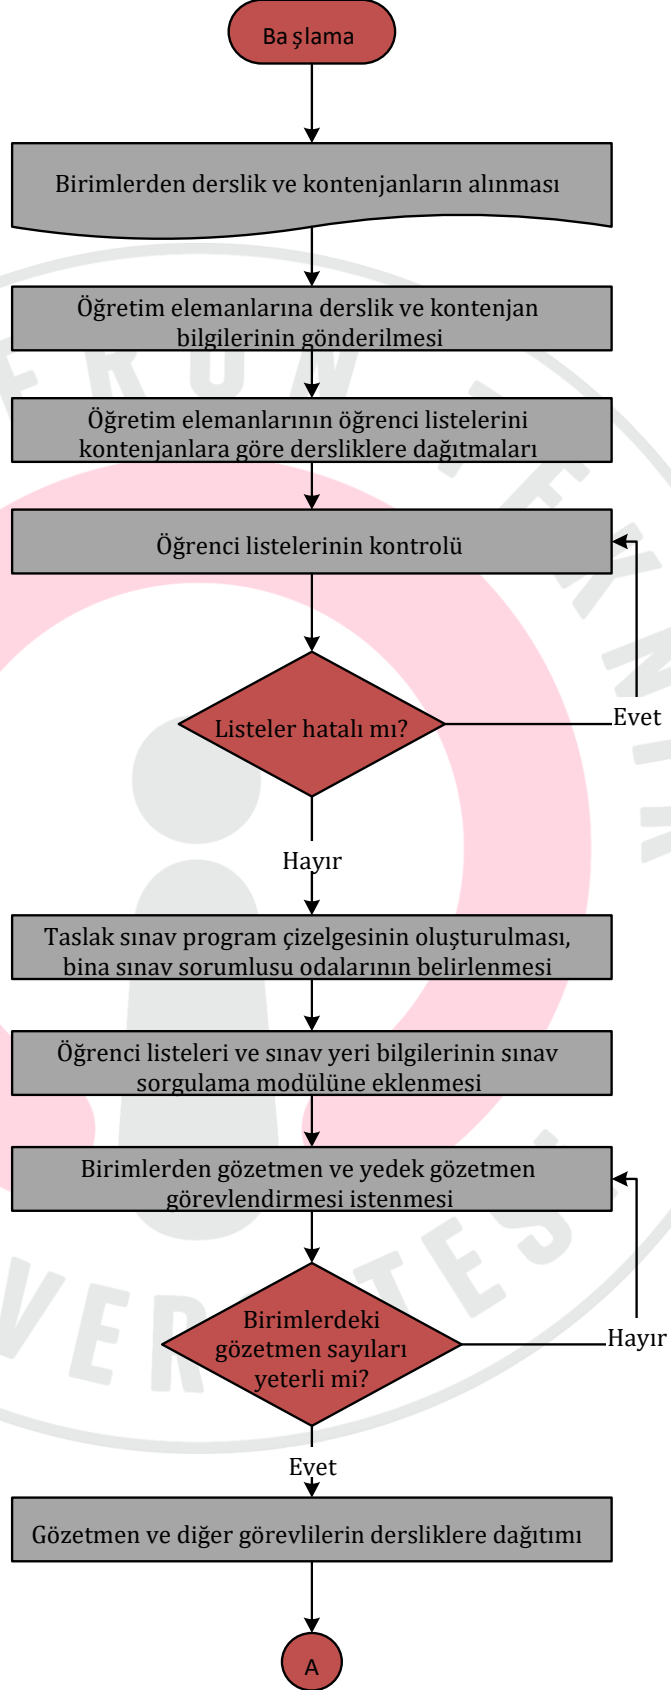 Başlama
Birimlerden derslik ve kontenjanların alınması
Öğretim elemanlarına derslik ve kontenjan
bilgilerinin gönderilmesi
Öğretim elemanlarının öğrenci listelerini
kontenjanlara göre dersliklere dağıtmaları
Öğrenci listelerinin kontrolü
Listeler hatalı mı?
Evet
Hayır
Taslak sınav program çizelgesinin oluşturulması,
bina sınav sorumlusu odalarının belirlenmesi
Öğrenci listeleri ve sınav yeri bilgilerinin sınav
sorgulama modülüne eklenmesi
Birimlerden gözetmen ve yedek gözetmen
görevlendirmesi istenmesi
Birimlerdeki
gözetmen sayıları
yeterli mi?
Hayır
Evet
Gözetmen ve diğer görevlilerin dersliklere dağıtımı
A